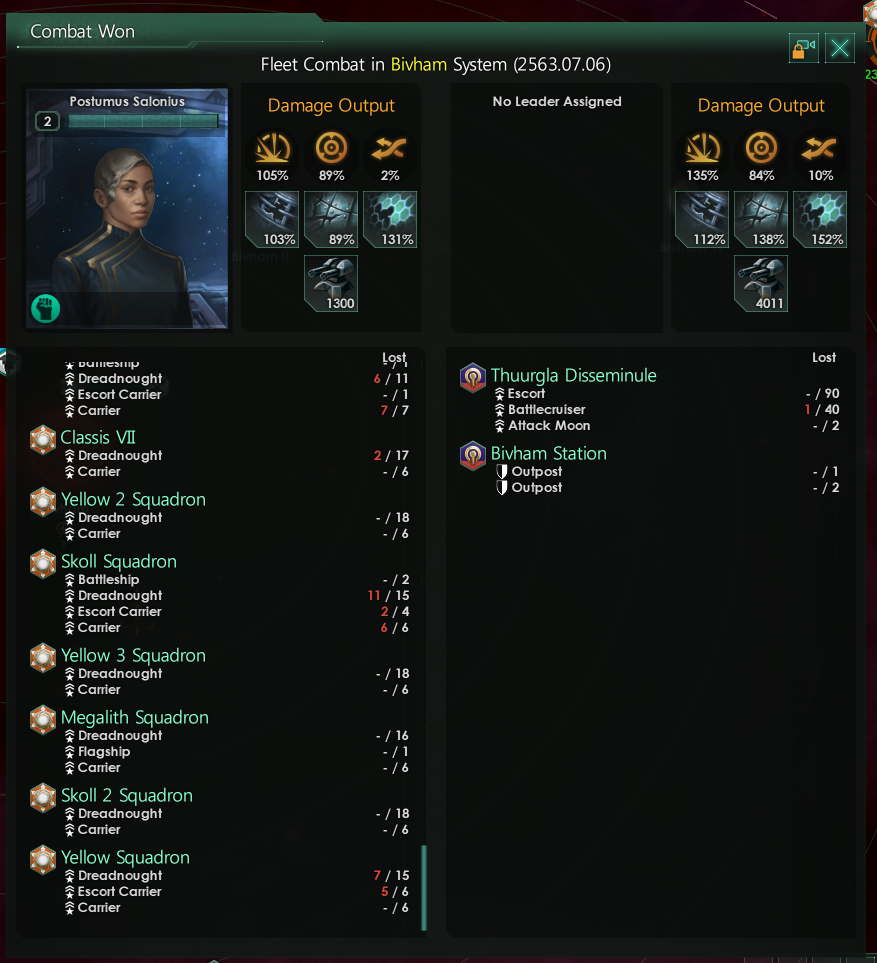 Combat Won
Fleet Combat in Bivham System (2563.07.06)
Postumus Salonius
2
Damage Output
105% 89% 2%
103% 89% 131%
1300
No Leader Assigned
Damage Output
135% 84% 10%
112% 138% 152%
4011
Lost
Battleship - / 1
Dreadnought 6 / 11
Escort Carrier - / 1
Carrier 7 / 7
Classis VII
Dreadnought 2 / 17
Carrier - / 6
Yellow 2 Squadron
Dreadnought - / 18
Carrier - / 6
Skoll Squadron
Battleship - / 2
Dreadnought 11 / 15
Escort Carrier 2 / 4
Carrier 6 / 6
Yellow 3 Squadron
Dreadnought - / 18
Carrier - / 6
Megalith Squadron
Dreadnought - / 16
Flagship - / 1
Carrier - / 6
Skoll 2 Squadron
Dreadnought - / 18
Carrier - / 6
Yellow Squadron
Dreadnought 7 / 15
Escort Carrier 5 / 6
Carrier - / 6
Lost
Thuurgla Disseminule
Escort - / 90
Battlecruiser 1 / 40
Attack Moon - / 2
Bivham Station
Outpost - / 1
Outpost - / 2